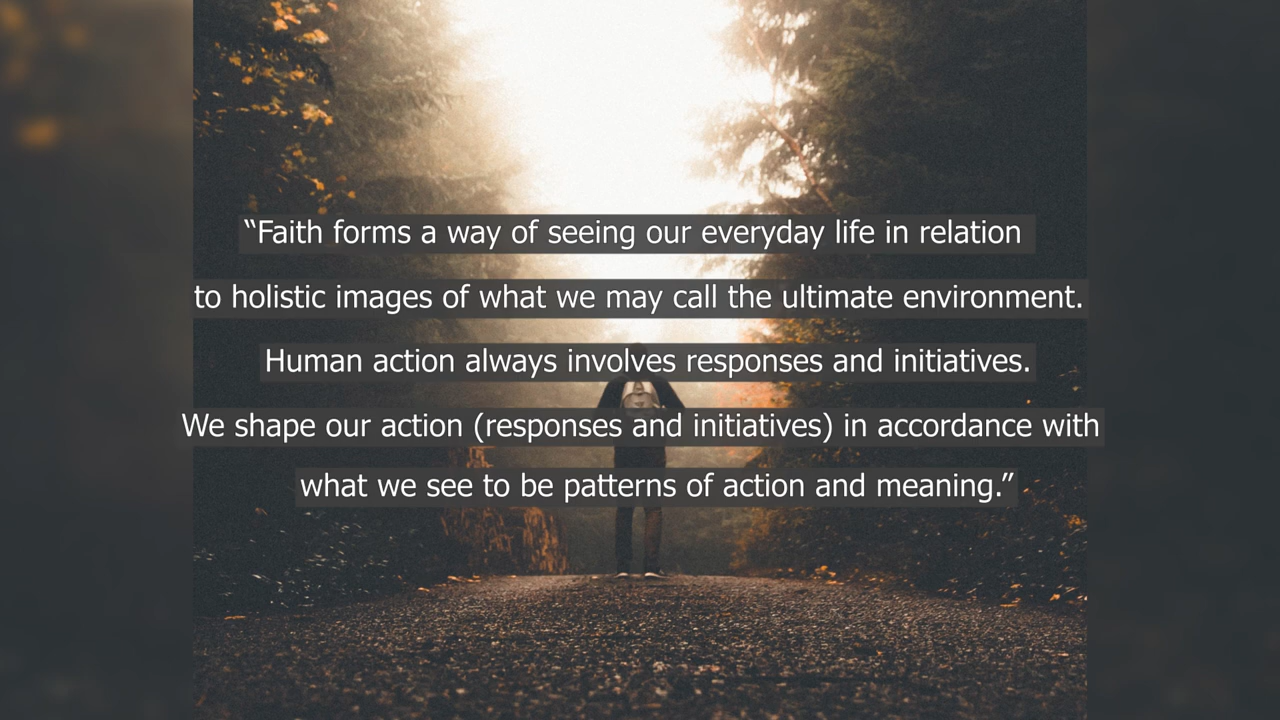 “Faith forms a way of seeing our everyday life in relation
to holistic images of what we may call the ultimate environment.
Human action always involves responses and initiatives.
We shape our action (responses and initiatives) in accordance with
what we see to be patterns of action and meaning.”